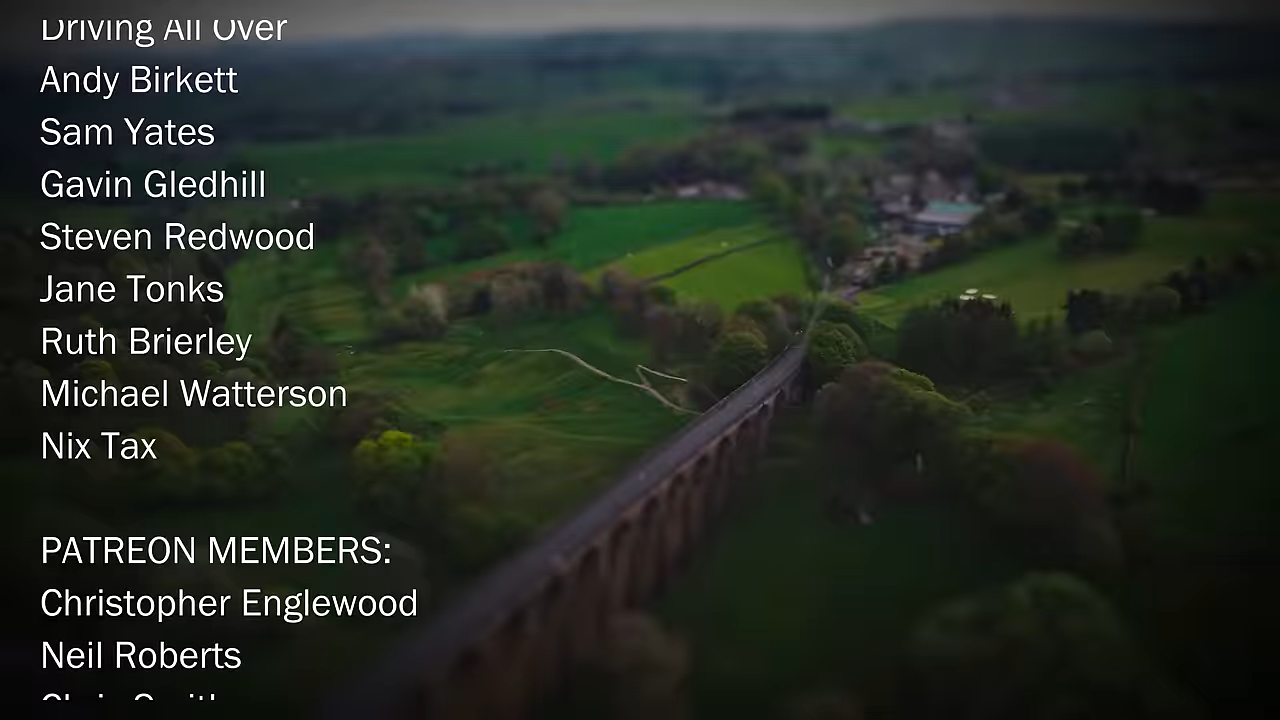 Driving All Over
Andy Birkett
Sam Yates
Gavin Gledhill
Steven Redwood
Jane Tonks
Ruth Brierley
Michael Watterson
Nix Tax
PATREON MEMBERS:
Christopher Englewood
Neil Roberts